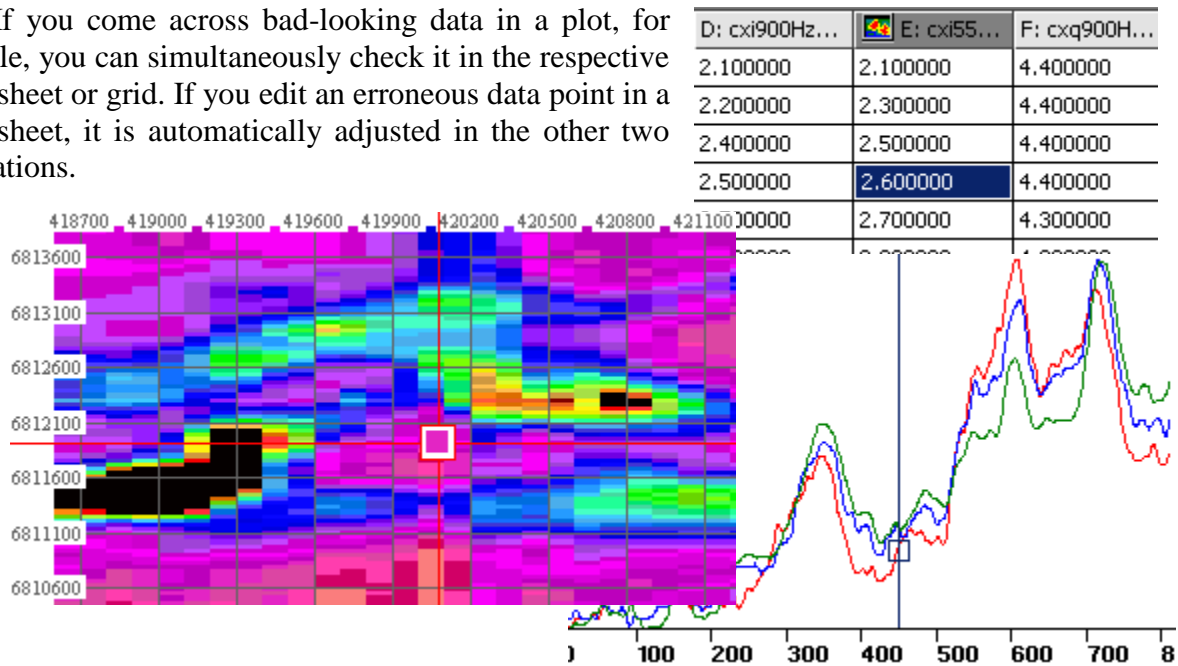 If you come across bad-looking data in a plot, for
le, you can simultaneously check it in the respective
sheet or grid. If you edit an erroneous data point in a
sheet, it is automatically adjusted in the other two
ations.
D: cxi900Hz... E: cxi55... F: cxq900H...
2.100000 2.100000 4.400000
2.200000 2.300000 4.400000
2.400000 2.500000 4.400000
2.500000 2.600000 4.400000
00000 2.700000 4.300000
418700 419000 419300 419600 419900 420200 420500 420800 421100
6813600
6813100
6812600
6812100
6811600
6811100
6810600
100 200 300 400 500 600 700 8